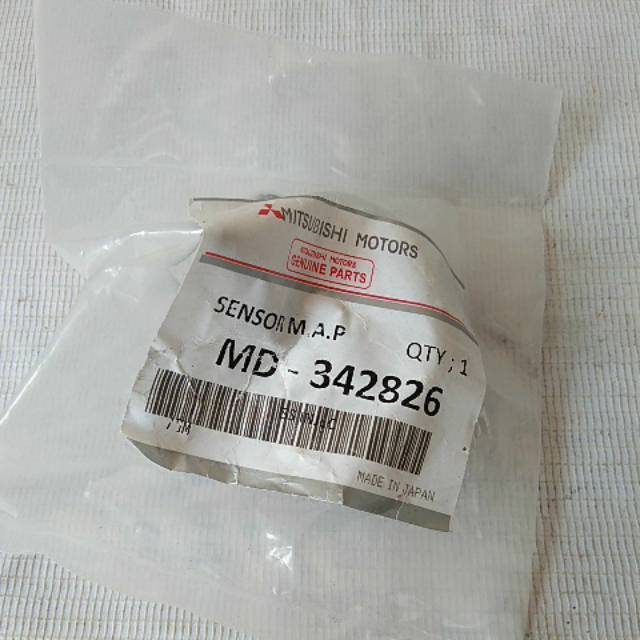 MITSUBISHI MOTORS
GENUINE PARTS
SENSOR M.A.P
QTY ; 1
MD - 342826
MADE IN JAPAN